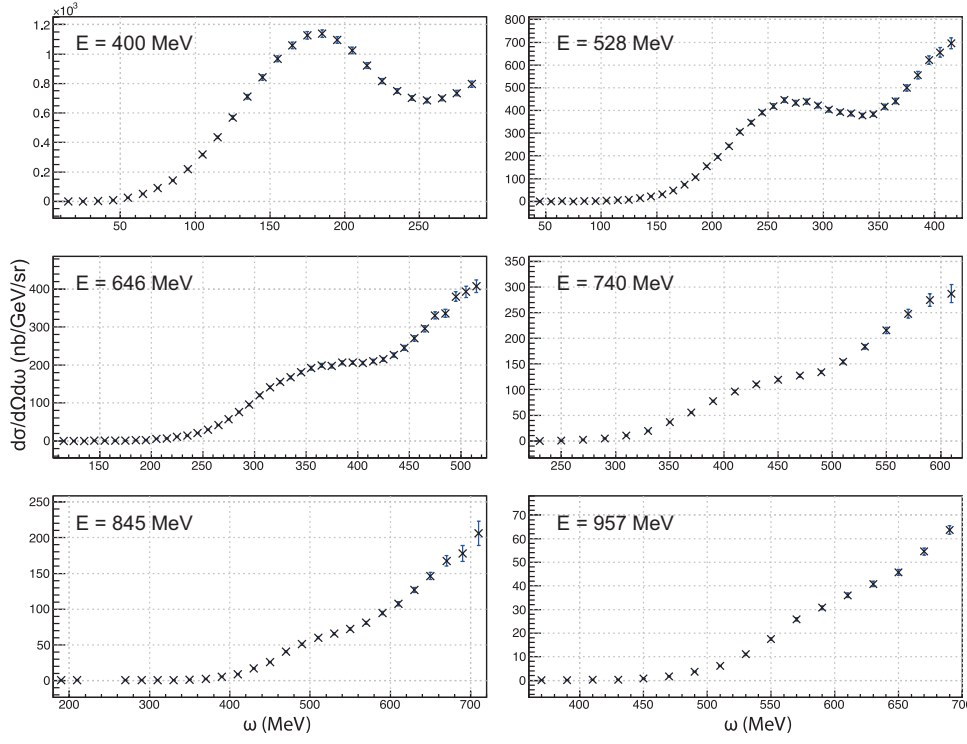 ×10³
E = 400 MeV
1.2
1
0.8
0.6
0.4
0.2
0
50 100 150 200 250
E = 528 MeV
800
700
600
500
400
300
200
100
0
50 100 150 200 250 300 350 400
dσ/dΩdω (nb/GeV/sr)
E = 646 MeV
400
300
200
100
0
150 200 250 300 350 400 450 500
E = 740 MeV
350
300
250
200
150
100
50
0
250 300 350 400 450 500 550 600
E = 845 MeV
250
200
150
100
50
0
200 300 400 500 600 700
ω (MeV)
E = 957 MeV
70
60
50
40
30
20
10
0
400 450 500 550 600 650 700
ω (MeV)